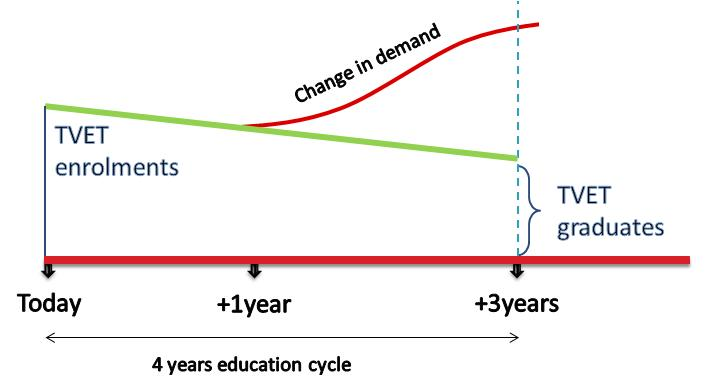 Change in demand
TVET
enrolments
TVET
graduates
Today
+1year
+3years
4 years education cycle